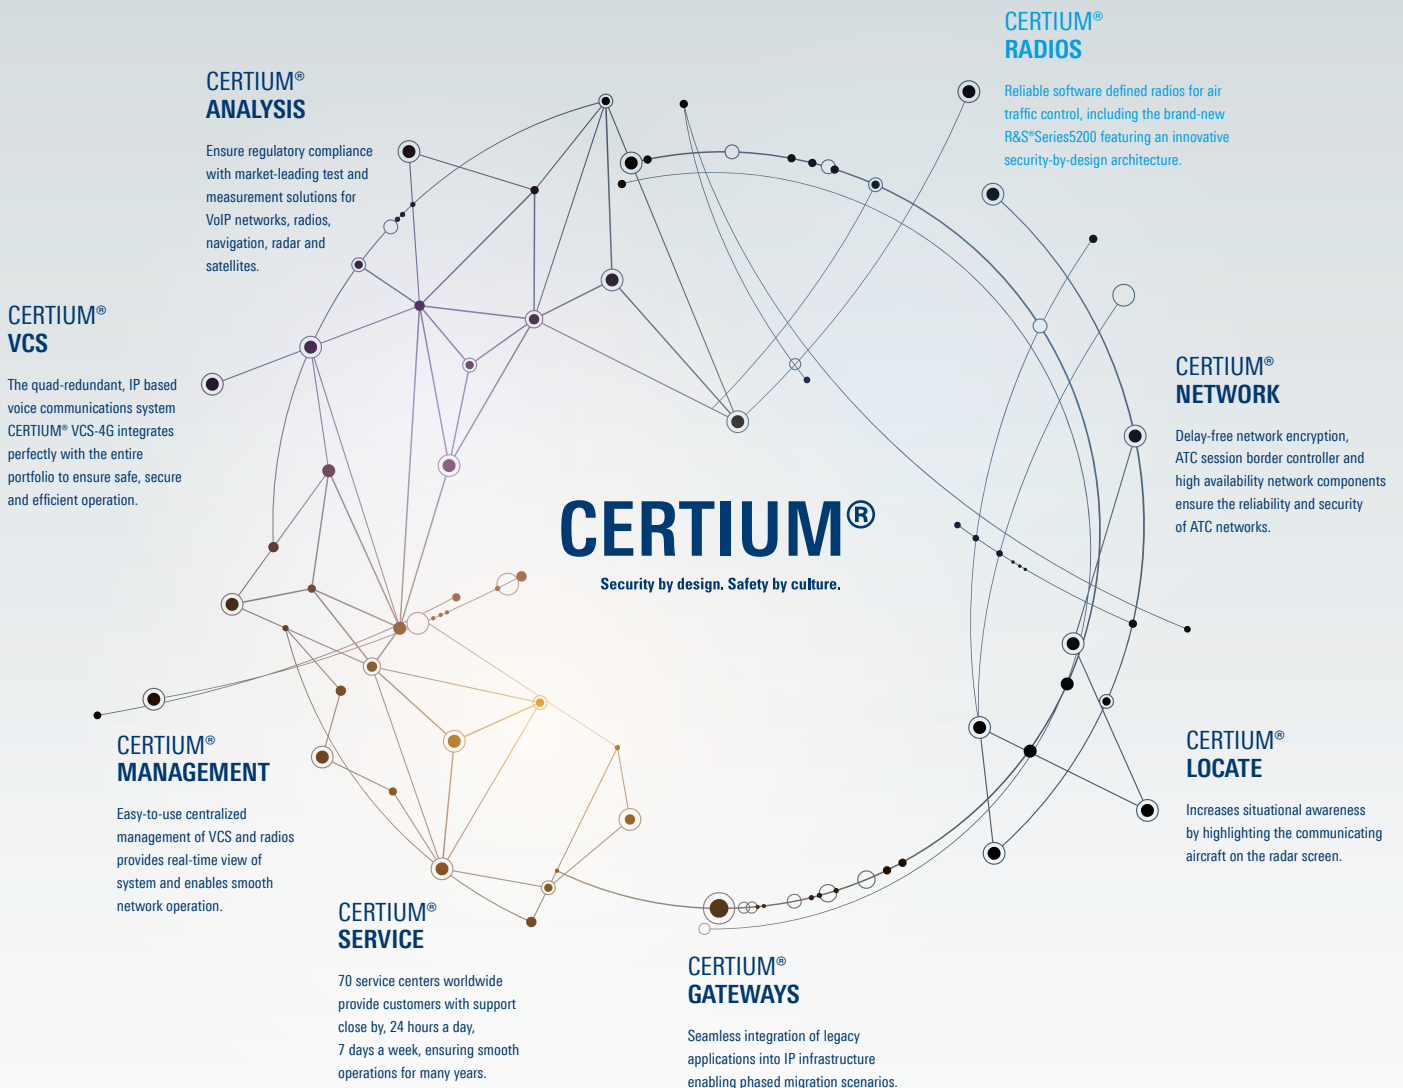 CERTIUM®
RADIOS
Reliable software defined radios for air
traffic control, including the brand-new
R&S®Series5200 featuring an innovative
security-by-design architecture.
CERTIUM®
ANALYSIS
Ensure regulatory compliance
with market-leading test and
measurement solutions for
VoIP networks, radios,
navigation, radar and
satellites.
CERTIUM®
VCS
The quad-redundant, IP based
voice communications system
CERTIUM® VCS-4G integrates
perfectly with the entire
portfolio to ensure safe, secure
and efficient operation.
CERTIUM®
NETWORK
Delay-free network encryption,
ATC session border controller and
high availability network components
ensure the reliability and security
of ATC networks.
CERTIUM®
Security by design. Safety by culture.
CERTIUM®
MANAGEMENT
Easy-to-use centralized
management of VCS and radios
provides real-time view of
system and enables smooth
network operation.
CERTIUM®
LOCATE
Increases situational awareness
by highlighting the communicating
aircraft on the radar screen.
CERTIUM®
SERVICE
70 service centers worldwide
provide customers with support
close by, 24 hours a day,
7 days a week, ensuring smooth
operations for many years.
CERTIUM®
GATEWAYS
Seamless integration of legacy
applications into IP infrastructure
enabling phased migration scenarios.